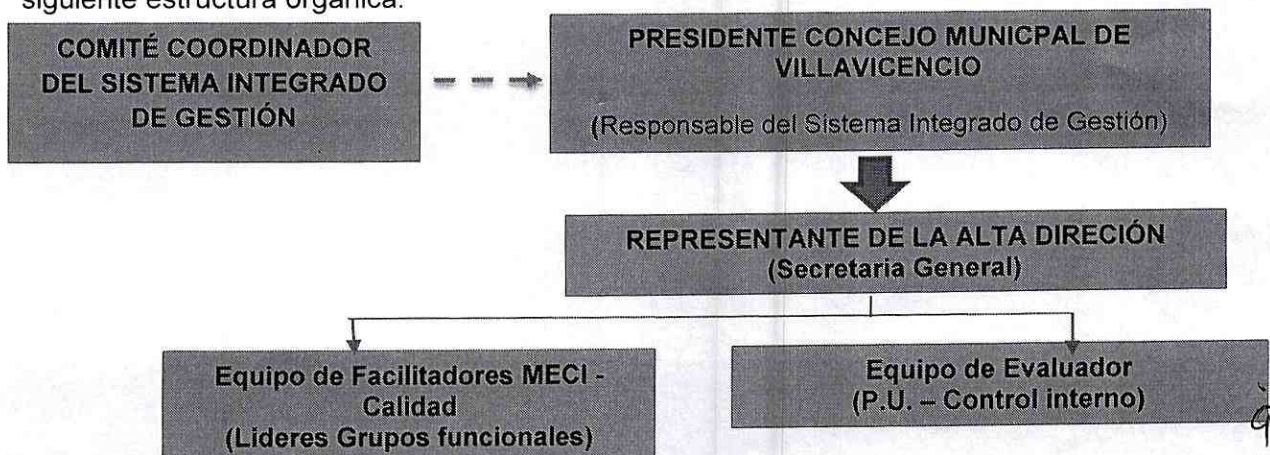 siguiente estructura orgánica:
COMITÉ COORDINADOR
DEL SISTEMA INTEGRADO
DE GESTIÓN
PRESIDENTE CONCEJO MUNICPAL DE
VILLAVICENCIO
(Responsable del Sistema Integrado de Gestión)
REPRESENTANTE DE LA ALTA DIRECIÓN
(Secretaria General)
Equipo de Facilitadores MECI -
Calidad
(Lideres Grupos funcionales)
Equipo de Evaluador
(P.U. – Control interno)